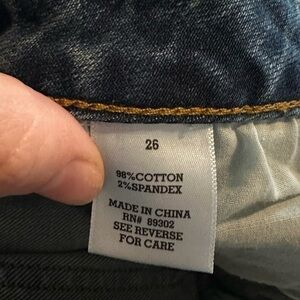 26
98%COTTON
2%SPANDEX
MADE IN CHINA
RN# 89302
SEE REVERSE
FOR CARE